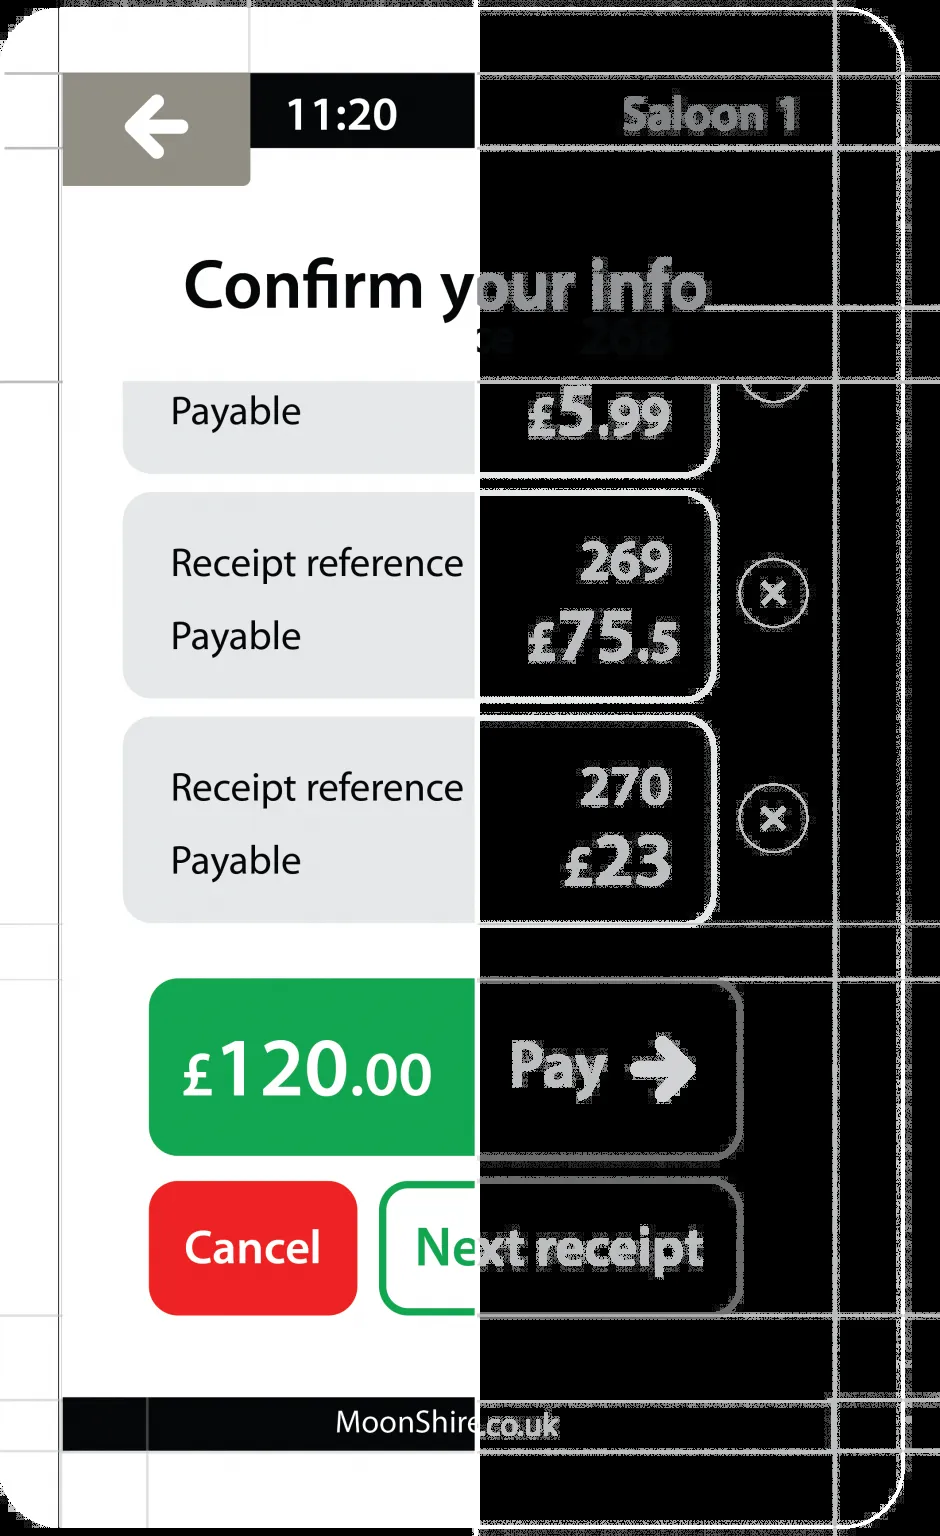 11:20 Saloon 1
Confirm your info
268
Payable £5.99
Receipt reference 269
Payable £75.5
Receipt reference 270
Payable £23
£120.00 Pay
Cancel Next receipt
MoonShire.co.uk